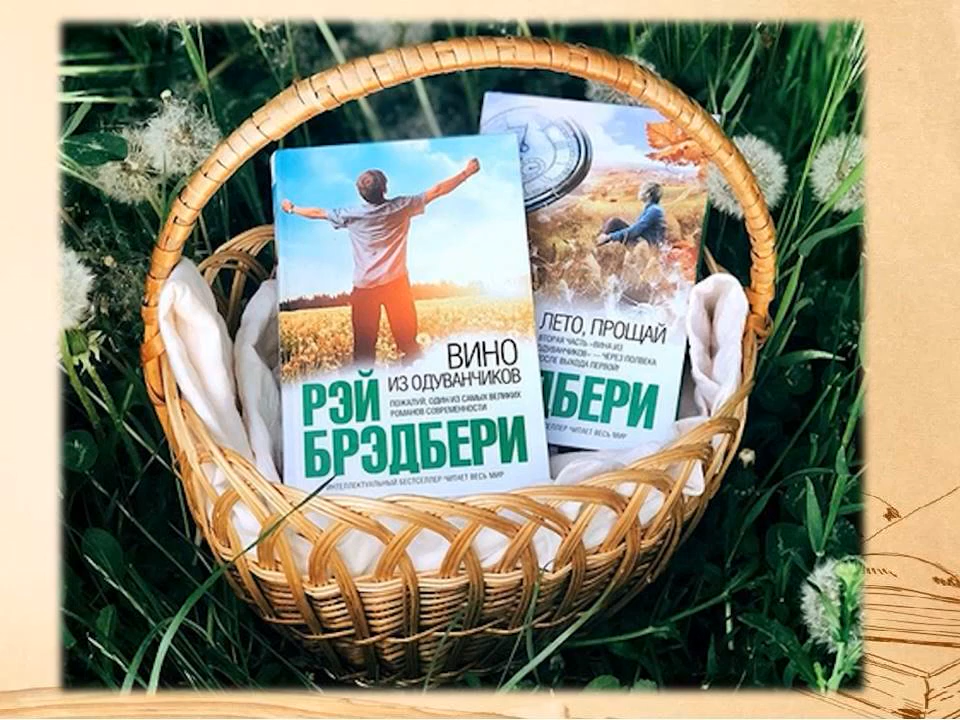 ВИНО
ИЗ ОДУВАНЧИКОВ
ПОЖАЛУЙ, ОДИН ИЗ САМЫХ ВЕЛИКИХ
РОМАНОВ СОВРЕМЕННОСТИ
РЭЙ
БРЭДБЕРИ
ИНТЕЛЛЕКТУАЛЬНЫЙ БЕСТСЕЛЛЕР ЧИТАЕТ ВЕСЬ МИР
ЛЕТО, ПРОЩАЙ
ВТОРАЯ ЧАСТЬ «ВИНА ИЗ
ОДУВАНЧИКОВ» — ЧЕРЕЗ ПОЛВЕКА
ПОСЛЕ ВЫХОДА ПЕРВОЙ!
ДБЕРИ
СЕЛЛЕР ЧИТАЕТ ВЕСЬ МИР